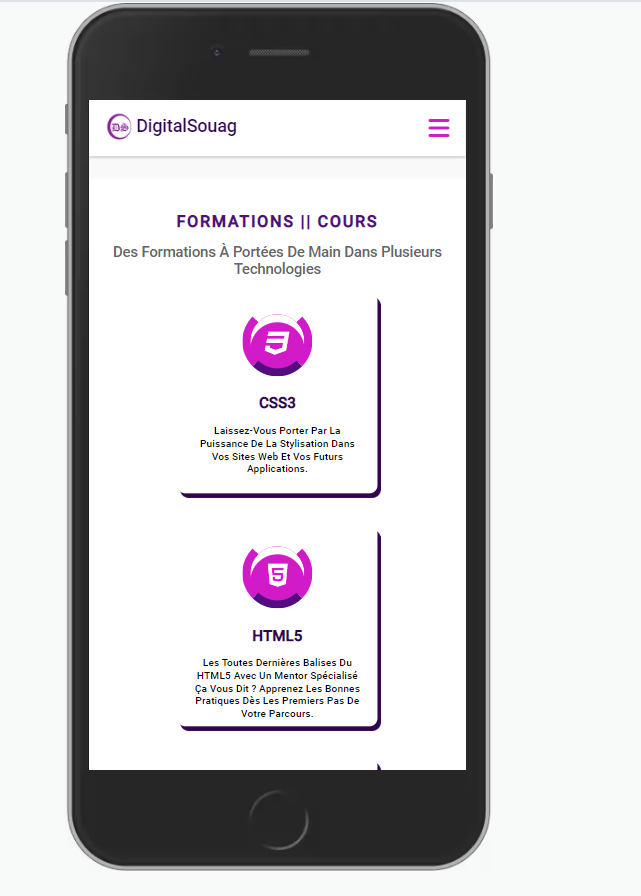 DS DigitalSouag
FORMATIONS || COURS
Des Formations À Portées De Main Dans Plusieurs
Technologies
CSS3
Laissez-Vous Porter Par La
Puissance De La Stylisation Dans
Vos Sites Web Et Vos Futurs
Applications.
5
HTML5
Les Toutes Dernières Balises Du
HTML5 Avec Un Mentor Spécialisé
Ça Vous Dit ? Apprenez Les Bonnes
Pratiques Dès Les Premiers Pas De
Votre Parcours.